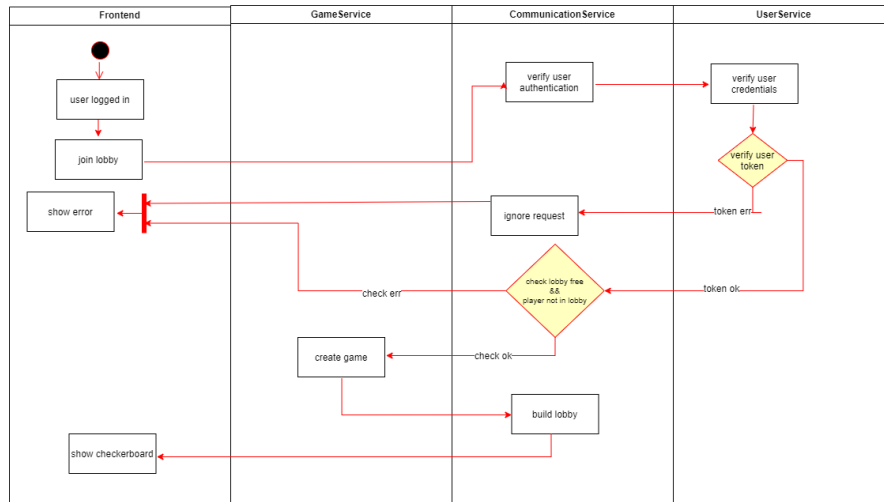 Frontend
GameService
CommunicationService
UserService
user logged in
verify user
authentication
verify user
credentials
join lobby
verify user
token
show error
ignore request
token err
check lobby free
&&
player not in lobby
check err
token ok
create game
check ok
build lobby
show checkerboard